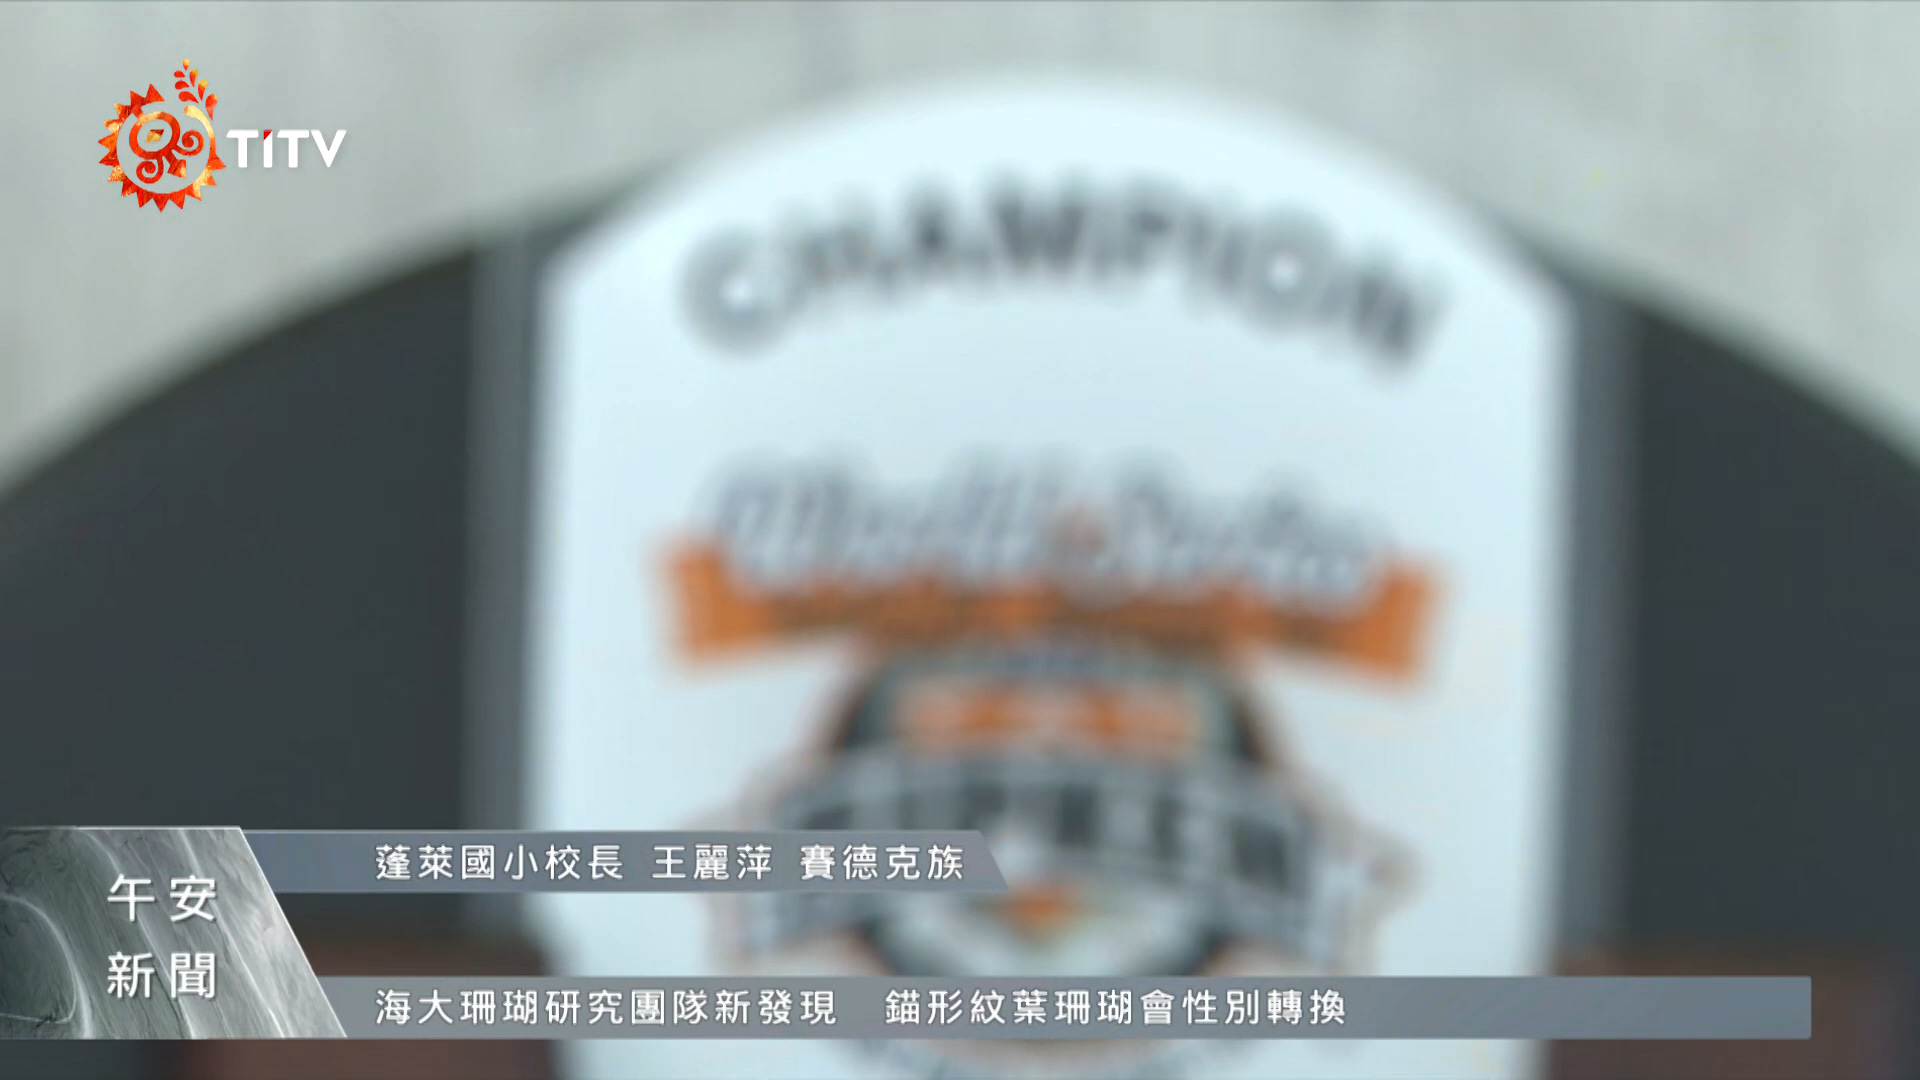 TiTV
CHAMPION
蓬萊國小校長 王麗萍 賽德克族
午安
新聞
海大珊瑚研究團隊新發現 錨形紋葉珊瑚會性別轉換